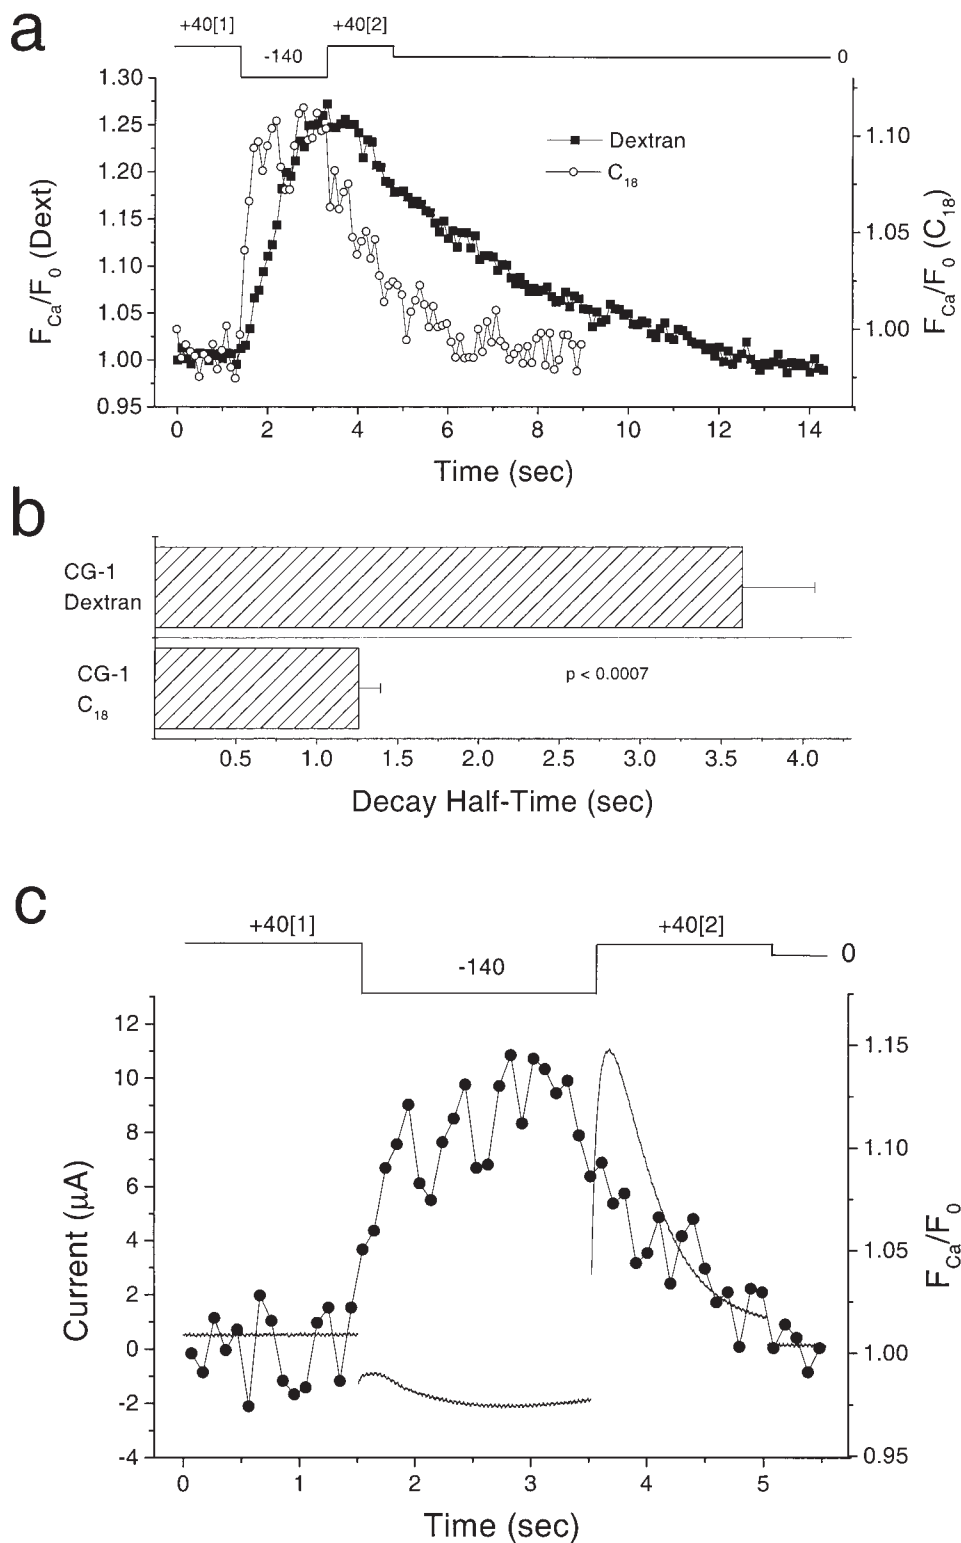 a
+40[1]
+40[2]
-140
0
1.30
1.25
1.20
1.15
1.10
1.05
1.00
0.95
F_Ca/F_0 (Dext)
Dextran
C_18
1.10
1.05
1.00
F_Ca/F_0 (C_18)
0 2 4 6 8 10 12 14
Time (sec)
b
CG-1
Dextran
CG-1
C_18
p < 0.0007
0.5 1.0 1.5 2.0 2.5 3.0 3.5 4.0
Decay Half-Time (sec)
c
+40[1]
+40[2]
-140
0
12
10
8
6
4
2
0
-2
-4
Current (μA)
1.15
1.10
1.05
1.00
0.95
F_Ca/F_0
0 1 2 3 4 5
Time (sec)